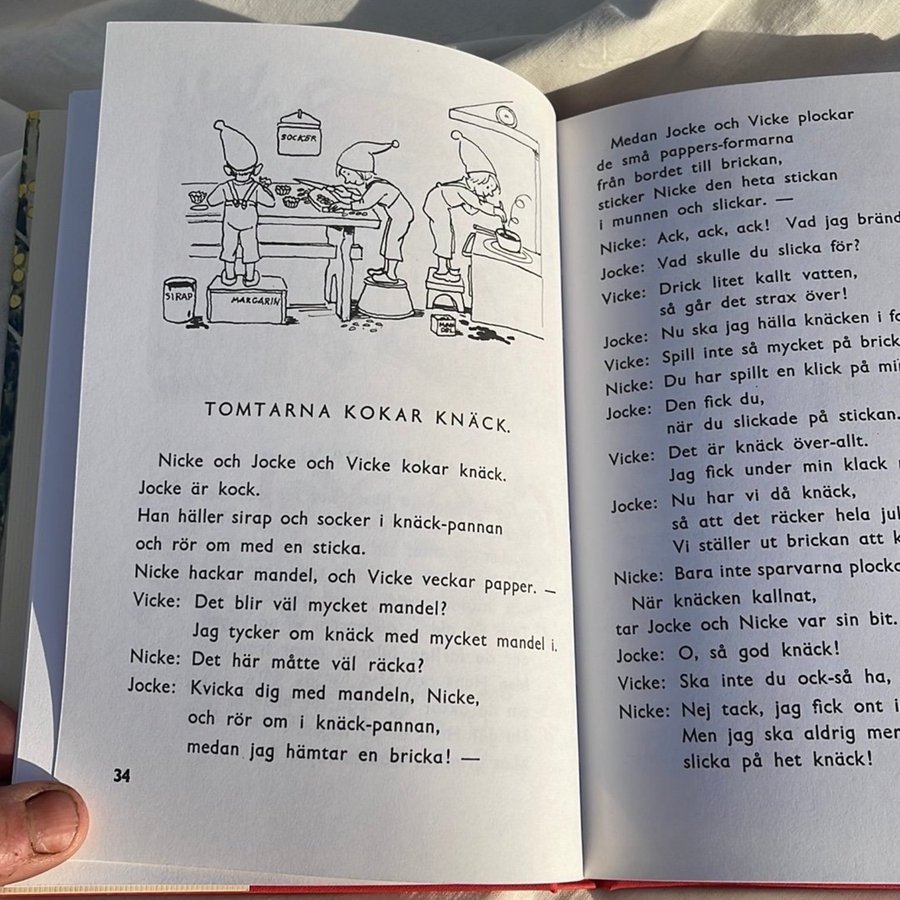 SOCKER
SIRAP
MARGARIN
MAN
DEL
TOMTARNA KOKAR KNÄCK.
Nicke och Jocke och Vicke kokar knäck.
Jocke är kock.
Han häller sirap och socker i knäck-pannan
och rör om med en sticka.
Nicke hackar mandel, och Vicke veckar papper. —
Vicke: Det blir väl mycket mandel?
Jag tycker om knäck med mycket mandel i.
Nicke: Det här måtte väl räcka?
Jocke: Kvicka dig med mandeln, Nicke,
och rör om i knäck-pannan,
medan jag hämtar en bricka! —
34
Medan Jocke och Vicke plockar
de små pappers-formarna
från bordet till brickan,
sticker Nicke den heta stickan
i munnen och slickar. —
Nicke: Ack, ack, ack! Vad jag bränd
Jocke: Vad skulle du slicka för?
Vicke: Drick litet kallt vatten,
så går det strax över!
Jocke: Nu ska jag hälla knäcken i fo
Vicke: Spill inte så mycket på brick
Nicke: Du har spillt en klick på mi
Jocke: Den fick du,
när du slickade på stickan.
Vicke: Det är knäck över-allt.
Jag fick under min klack
Jocke: Nu har vi då knäck,
så att det räcker hela jul
Vi ställer ut brickan att k
Nicke: Bara inte sparvarna plocka
När knäcken kallnat,
tar Jocke och Nicke var sin bit.
Jocke: O, så god knäck!
Vicke: Ska inte du ock-så ha,
Nicke: Nej tack, jag fick ont i
Men jag ska aldrig mer
slicka på het knäck!